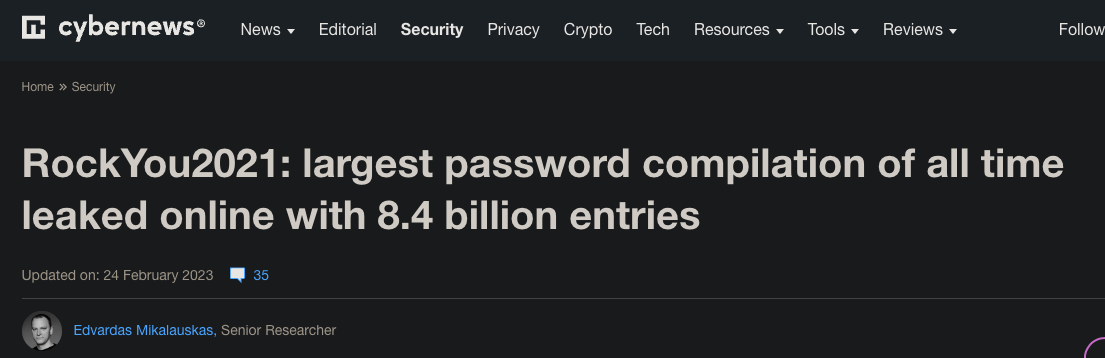 cybernews® News Editorial Security Privacy Crypto Tech Resources Tools Reviews Follow
Home » Security
RockYou2021: largest password compilation of all time
leaked online with 8.4 billion entries
Updated on: 24 February 2023 35
Edvardas Mikalauskas, Senior Researcher